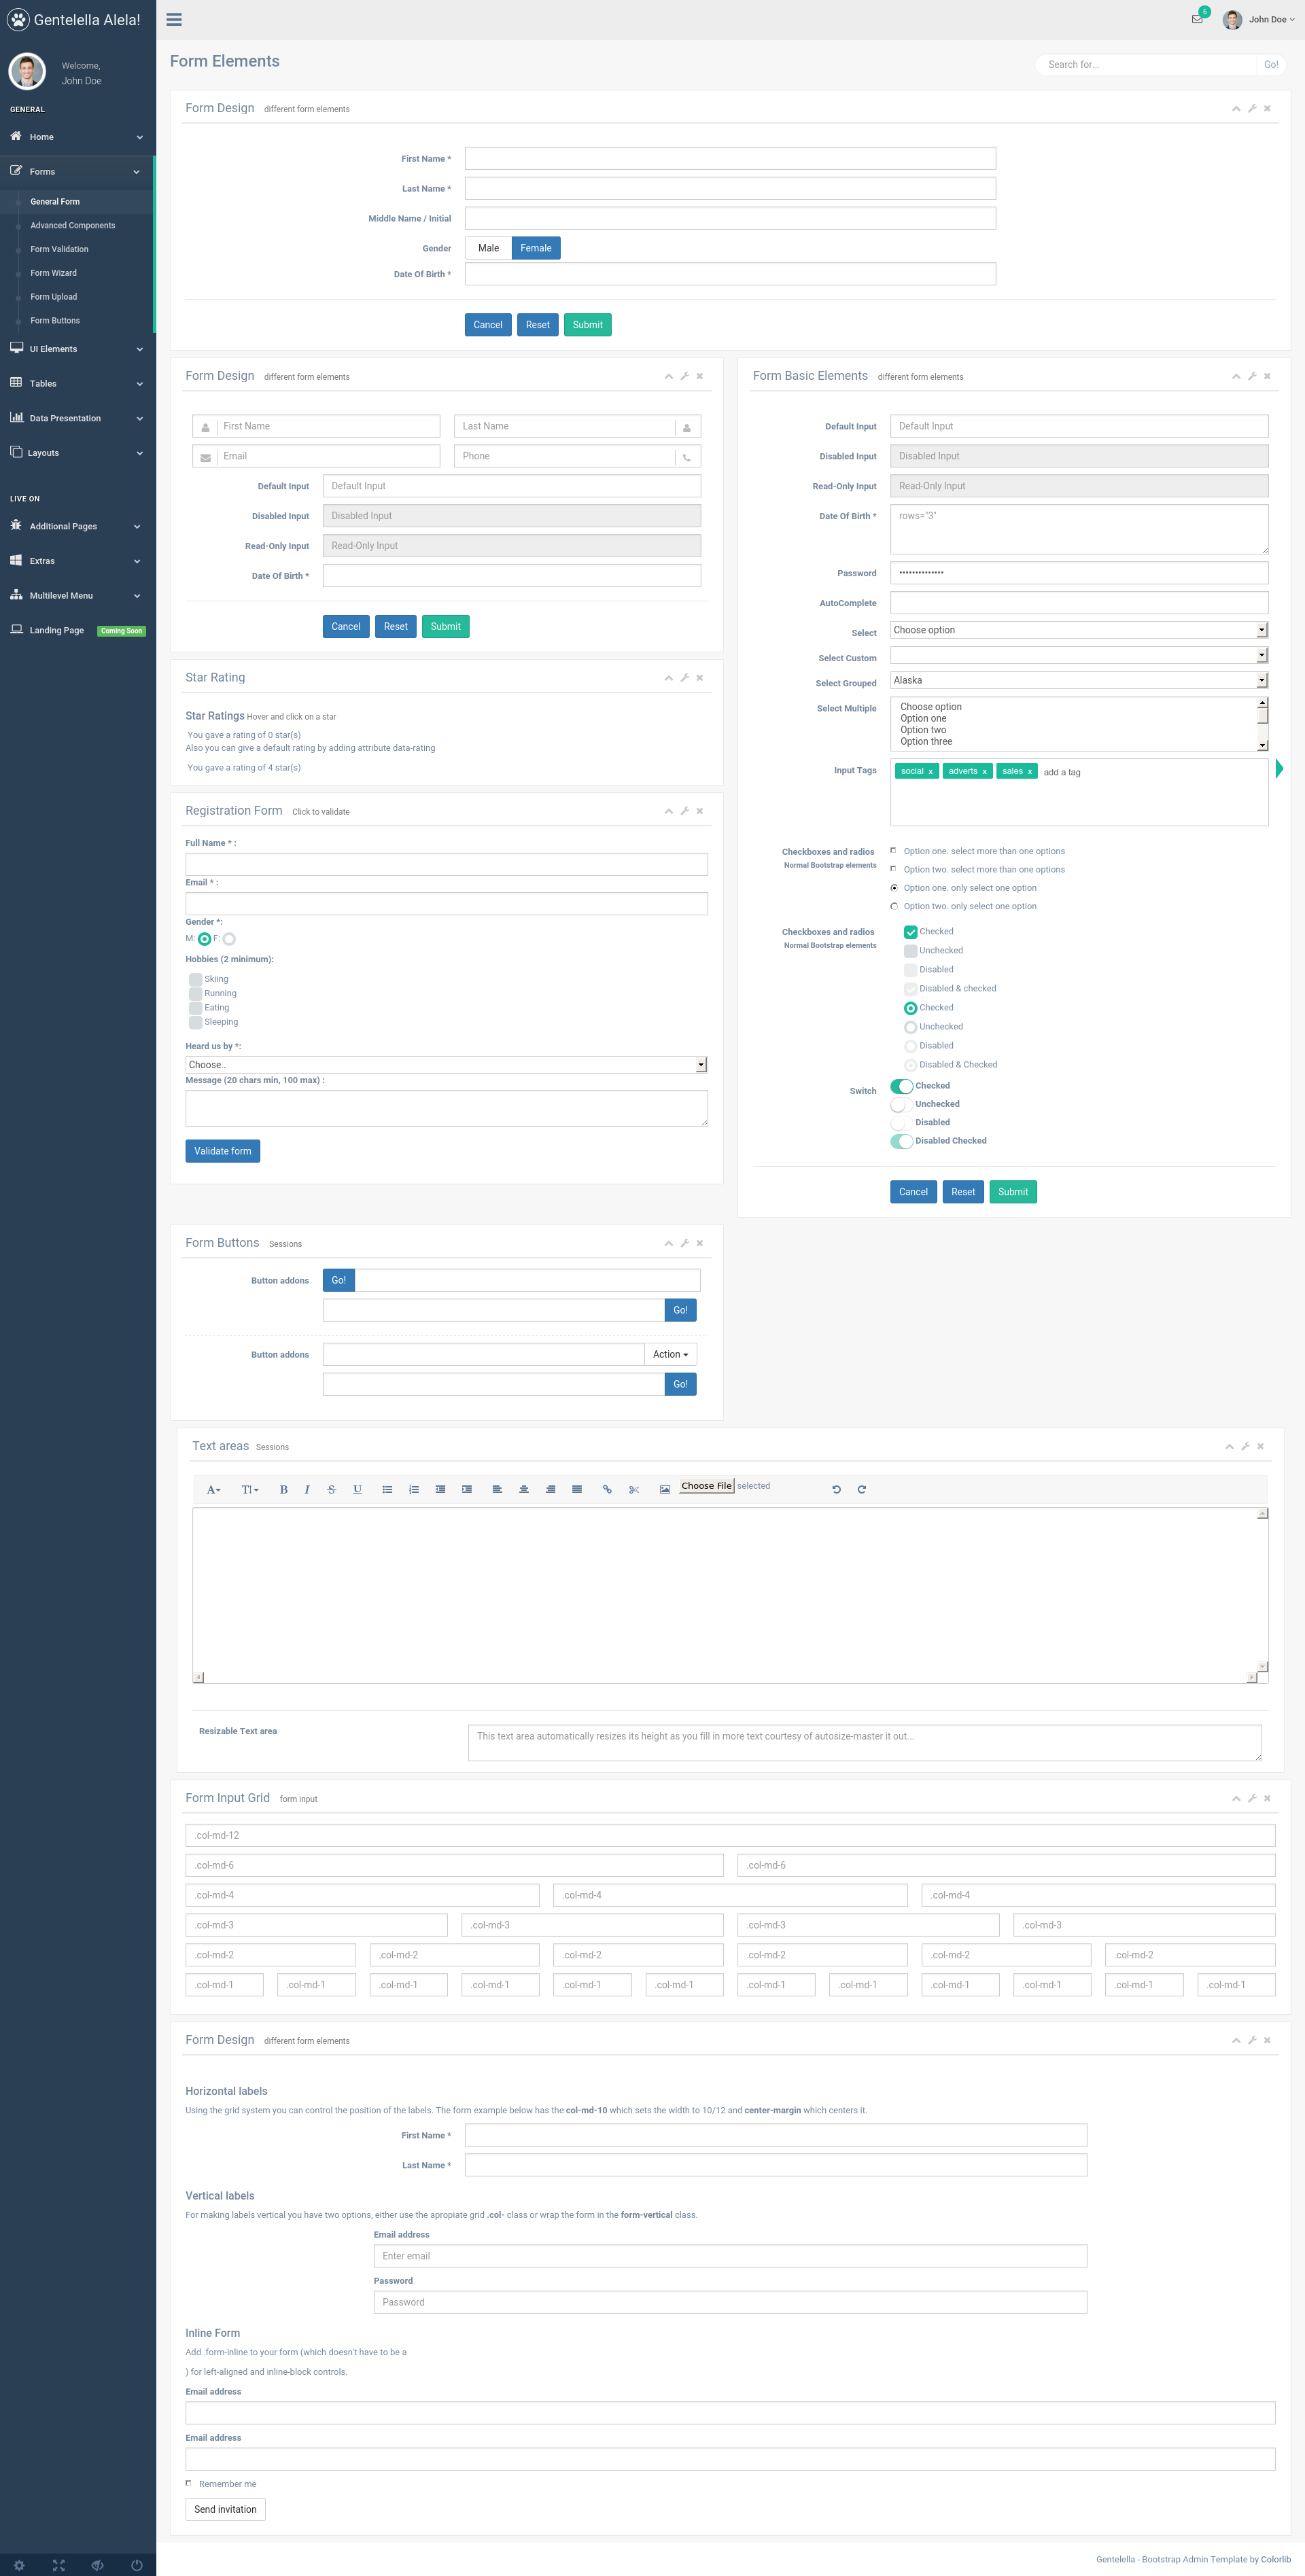 Gentelella Alela!
Welcome,
John Doe
GENERAL
Home
Forms
General Form
Advanced Components
Form Validation
Form Wizard
Form Upload
Form Buttons
UI Elements
Tables
Data Presentation
Layouts
LIVE ON
Additional Pages
Extras
Multilevel Menu
Landing Page Coming Soon
6
John Doe
Form Elements
Search for...
Go!
Form Design different form elements
First Name *
Last Name *
Middle Name / Initial
Gender Male Female
Date Of Birth *
Cancel Reset Submit
Form Design different form elements
First Name Last Name
Email Phone
Default Input Default Input
Disabled Input Disabled Input
Read-Only Input Read-Only Input
Date Of Birth *
Cancel Reset Submit
Star Rating
Star Ratings Hover and click on a star
You gave a rating of 0 star(s)
Also you can give a default rating by adding attribute data-rating
You gave a rating of 4 star(s)
Registration Form Click to validate
Full Name * :
Email * :
Gender *:
M: F:
Hobbies (2 minimum):
Skiing
Running
Eating
Sleeping
Heard us by *:
Choose..
Message (20 chars min, 100 max) :
Validate form
Form Basic Elements different form elements
Default Input Default Input
Disabled Input Disabled Input
Read-Only Input Read-Only Input
Date Of Birth * rows="3"
Password
AutoComplete
Select Choose option
Select Custom
Select Grouped Alaska
Select Multiple Choose option
Option one
Option two
Option three
Input Tags social x adverts x sales x add a tag
Checkboxes and radios
Normal Bootstrap elements
Option one. select more than one options
Option two. select more than one options
Option one. only select one option
Option two. only select one option
Checkboxes and radios
Normal Bootstrap elements
Checked
Unchecked
Disabled
Disabled & checked
Checked
Unchecked
Disabled
Disabled & Checked
Switch
Checked
Unchecked
Disabled
Disabled Checked
Cancel Reset Submit
Form Buttons Sessions
Button addons Go!
Go!
Button addons Action
Go!
Text areas Sessions
Choose File selected
Resizable Text area This text area automatically resizes its height as you fill in more text courtesy of autosize-master it out...
Form Input Grid form input
.col-md-12
.col-md-6 .col-md-6
.col-md-4 .col-md-4 .col-md-4
.col-md-3 .col-md-3 .col-md-3 .col-md-3
.col-md-2 .col-md-2 .col-md-2 .col-md-2 .col-md-2 .col-md-2
.col-md-1 .col-md-1 .col-md-1 .col-md-1 .col-md-1 .col-md-1 .col-md-1 .col-md-1 .col-md-1 .col-md-1 .col-md-1 .col-md-1
Form Design different form elements
Horizontal labels
Using the grid system you can control the position of the labels. The form example below has the col-md-10 which sets the width to 10/12 and center-margin which centers it.
First Name *
Last Name *
Vertical labels
For making labels vertical you have two options, either use the apropiate grid .col- class or wrap the form in the form-vertical class.
Email address
Enter email
Password
Password
Inline Form
Add .form-inline to your form (which doesn't have to be a
) for left-aligned and inline-block controls.
Email address
Email address
Remember me
Send invitation
Gentelella - Bootstrap Admin Template by Colorlib